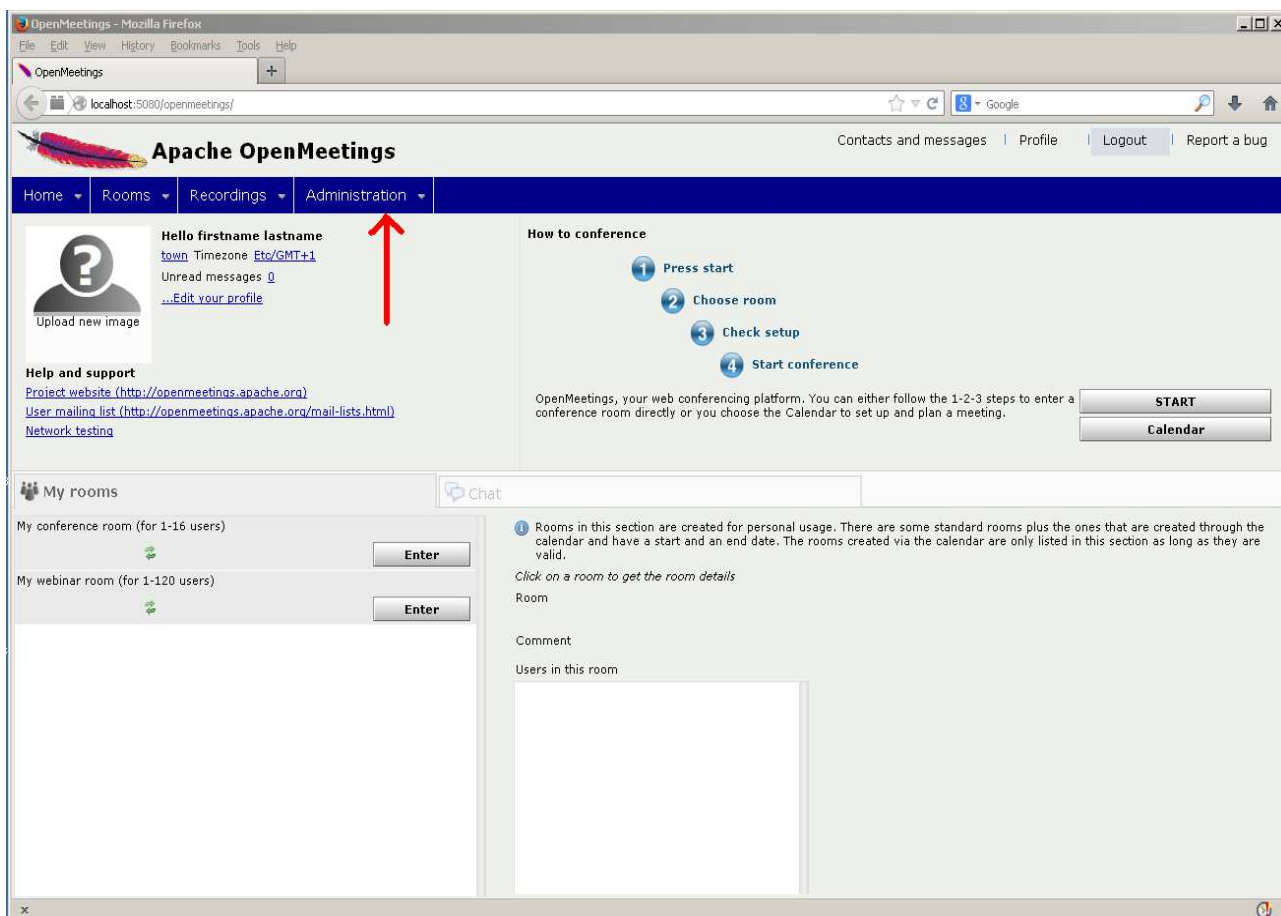 OpenMeetings - Mozilla Firefox
File Edit View History Bookmarks Tools Help
OpenMeetings
localhost:5080/openmeetings/
Google
Apache OpenMeetings
Contacts and messages | Profile | Logout | Report a bug
Home Rooms Recordings Administration
Hello firstname lastname
town Timezone Etc/GMT+1
Unread messages 0
...Edit your profile
Upload new image
Help and support
Project website (http://openmeetings.apache.org)
User mailing list (http://openmeetings.apache.org/mail-lists.html)
Network testing
How to conference
1 Press start
2 Choose room
3 Check setup
4 Start conference
OpenMeetings, your web conferencing platform. You can either follow the 1-2-3 steps to enter a
conference room directly or you choose the Calendar to set up and plan a meeting.
START
Calendar
My rooms
Chat
My conference room (for 1-16 users)
Enter
My webinar room (for 1-120 users)
Enter
Rooms in this section are created for personal usage. There are some standard rooms plus the ones that are created through the
calendar and have a start and an end date. The rooms created via the calendar are only listed in this section as long as they are
valid.
Click on a room to get the room details
Room
Comment
Users in this room
x